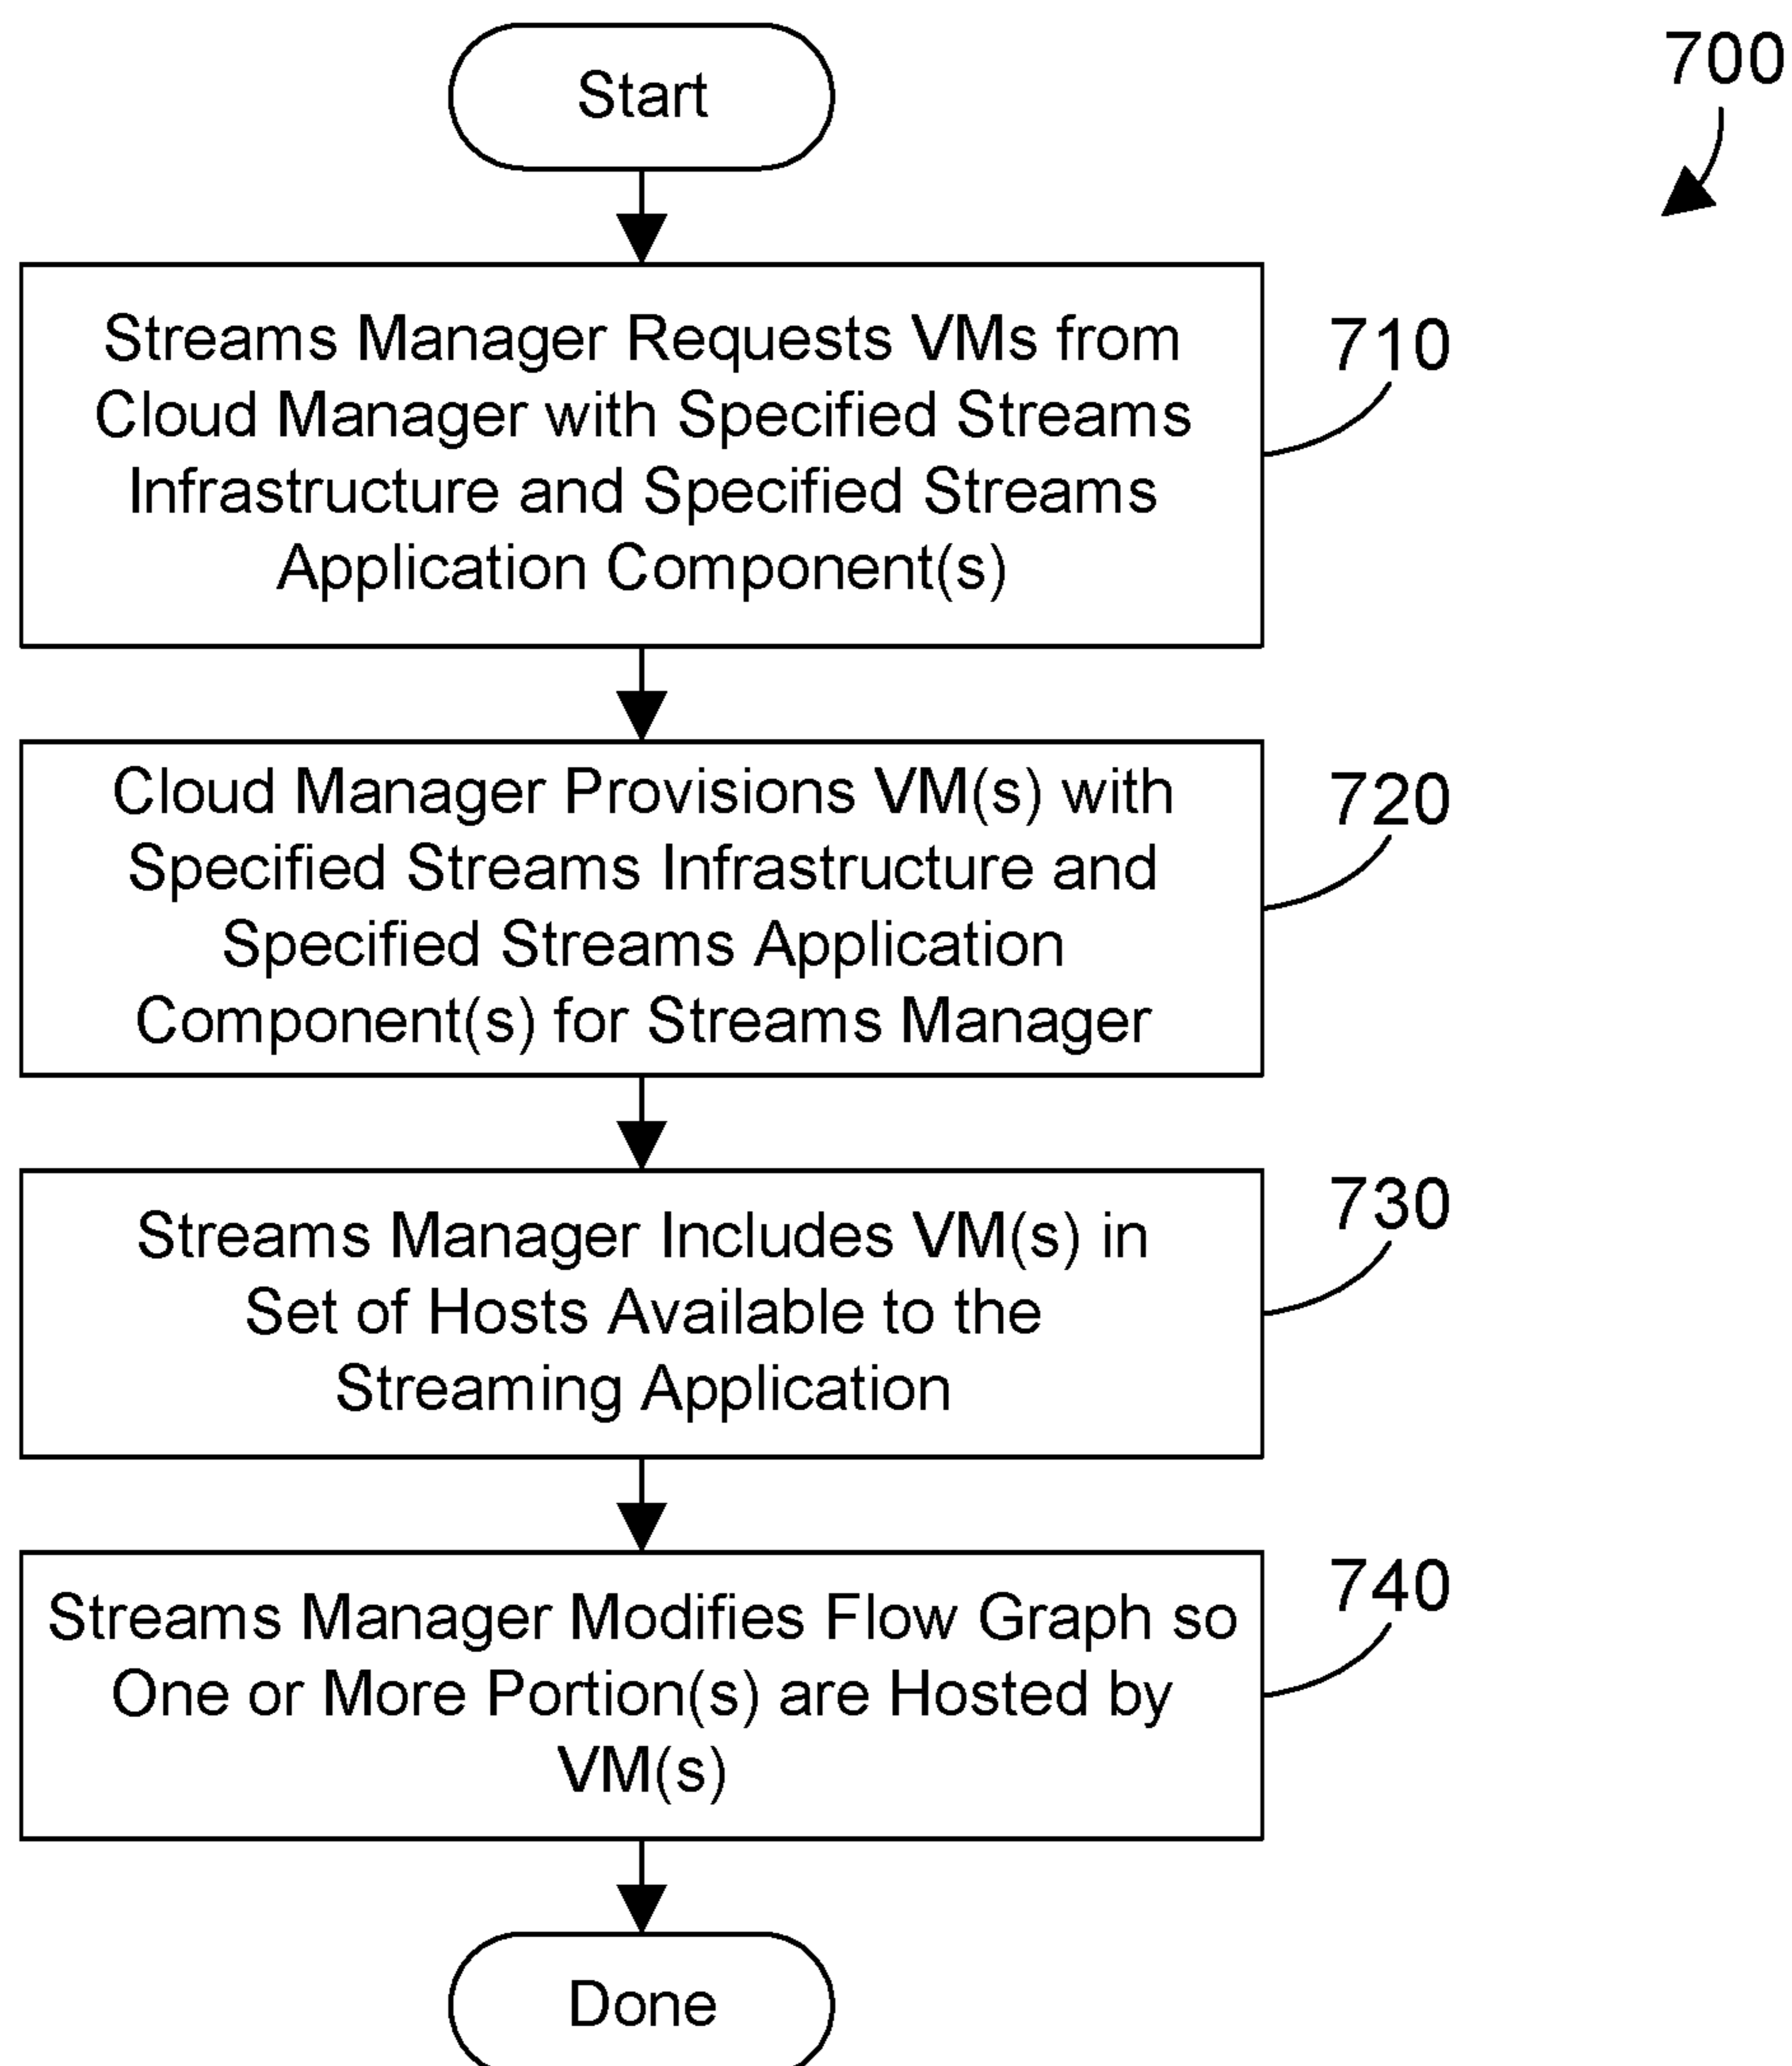 Start
700
Streams Manager Requests VMs from
Cloud Manager with Specified Streams
Infrastructure and Specified Streams
Application Component(s)
710
Cloud Manager Provisions VM(s) with
Specified Streams Infrastructure and
Specified Streams Application
Component(s) for Streams Manager
720
Streams Manager Includes VM(s) in
Set of Hosts Available to the
Streaming Application
730
Streams Manager Modifies Flow Graph so
One or More Portion(s) are Hosted by
VM(s)
740
Done